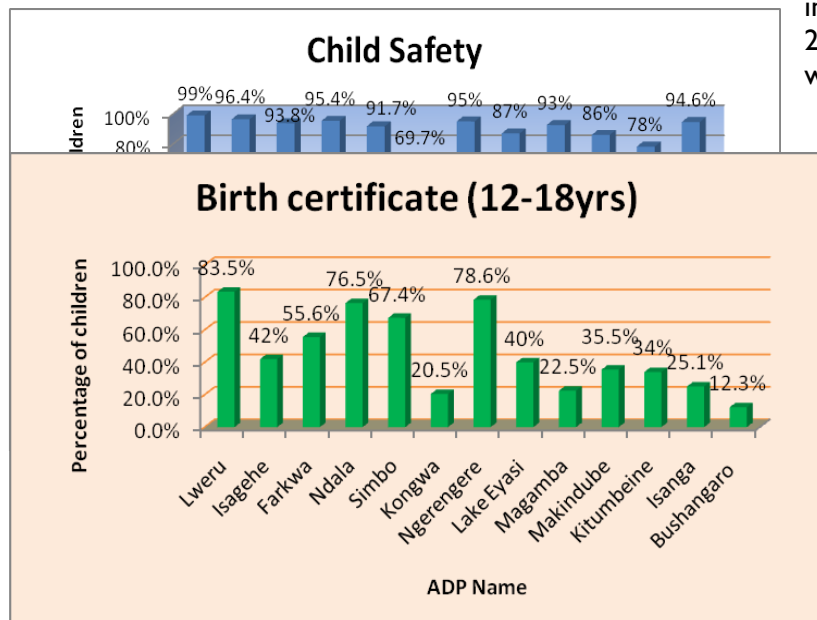 Child Safety
99% 96.4% 93.8% 95.4% 91.7% 69.7% 95% 87% 93% 86% 78% 94.6%
100%
80%
Birth certificate (12-18yrs)
Percentage of children
100.0%
80.0%
60.0%
40.0%
20.0%
0.0%
83.5% 42% 55.6% 76.5% 67.4% 20.5% 78.6% 40% 22.5% 35.5% 34% 25.1% 12.3%
Lweru Isagehe Farkwa Ndala Simbo Kongwa Ngerengere Lake Eyasi Magamba Makindube Kitumbeine Isanga Bushangaro
ADP Name